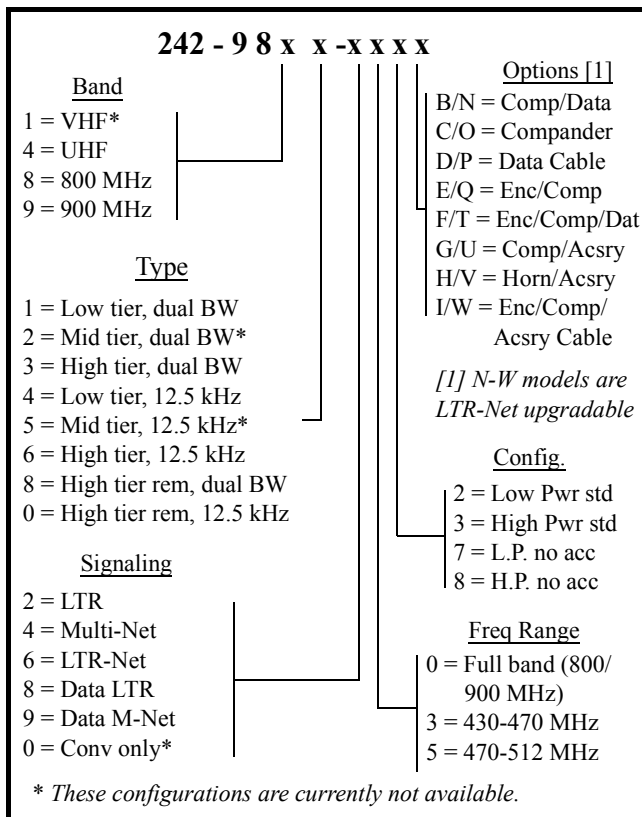 242 - 9 8 x x -x x x x
Band
1 = VHF*
4 = UHF
8 = 800 MHz
9 = 900 MHz
Type
1 = Low tier, dual BW
2 = Mid tier, dual BW*
3 = High tier, dual BW
4 = Low tier, 12.5 kHz
5 = Mid tier, 12.5 kHz*
6 = High tier, 12.5 kHz
8 = High tier rem, dual BW
0 = High tier rem, 12.5 kHz
Signaling
2 = LTR
4 = Multi-Net
6 = LTR-Net
8 = Data LTR
9 = Data M-Net
0 = Conv only*
Options [1]
B/N = Comp/Data
C/O = Compander
D/P = Data Cable
E/Q = Enc/Comp
F/T = Enc/Comp/Dat
G/U = Comp/Acsry
H/V = Horn/Acsry
I/W = Enc/Comp/
Acsry Cable
[1] N-W models are
LTR-Net upgradable
Config.
2 = Low Pwr std
3 = High Pwr std
7 = L.P. no acc
8 = H.P. no acc
Freq Range
0 = Full band (800/
900 MHz)
3 = 430-470 MHz
5 = 470-512 MHz
* These configurations are currently not available.